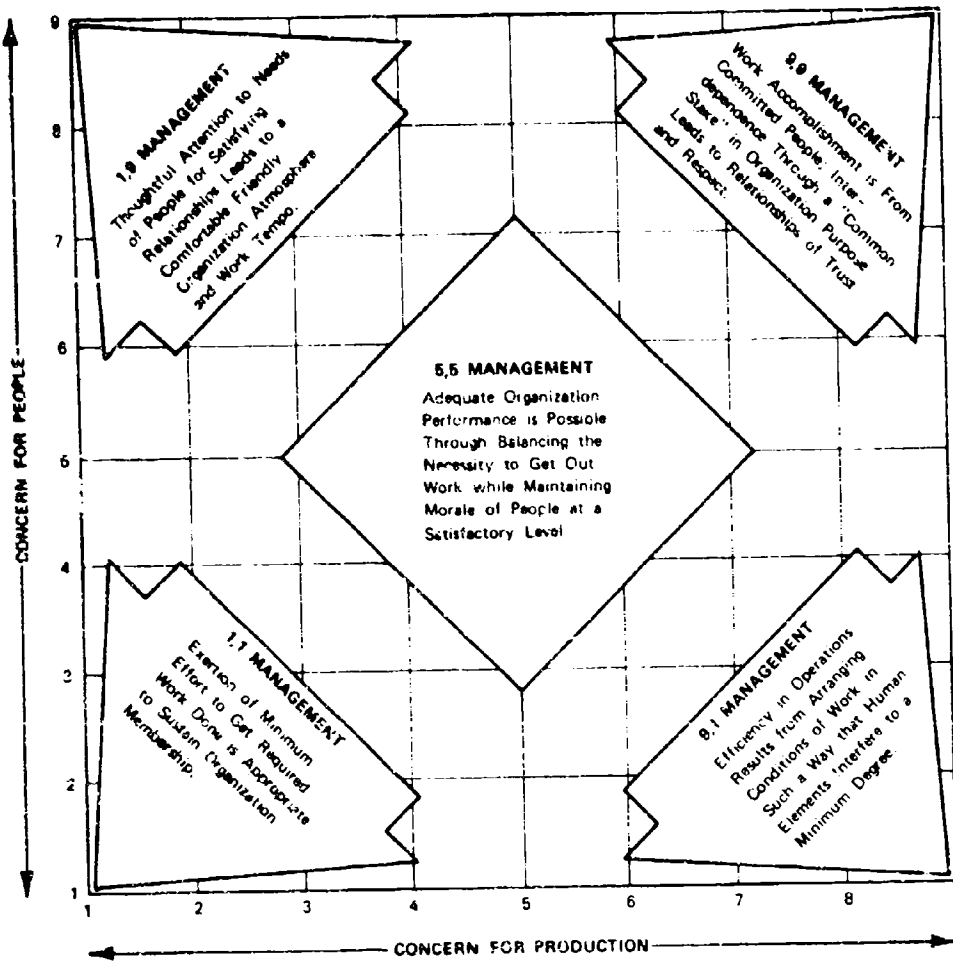 1,9 MANAGEMENT
Thoughtful Attention to Needs
of People for Satisfying
Relationships Leads to a
Comfortable Friendly
Organization Atmosphere
and Work Tempo.
9,9 MANAGEMENT
Work Accomplishment is From
Committed People, Inter-
dependence Through a "Common
Stake" in Organization Purpose
Leads to Relationships of Trust
and Respect.
5,5 MANAGEMENT
Adequate Organization
Performance is Possible
Through Balancing the
Necessity to Get Out
Work while Maintaining
Morale of People at a
Satisfactory Level
1,1 MANAGEMENT
Exertion of Minimum
Effort to Get Required
Work Done is Appropriate
to Sustain Organization
Membership.
9,1 MANAGEMENT
Efficiency in Operations
Results from Arranging
Conditions of Work in
Such a Way that Human
Elements Interfere to a
Minimum Degree.
CONCERN FOR PEOPLE
9
8
7
6
5
4
3
2
1
1 2 3 4 5 6 7 8
CONCERN FOR PRODUCTION